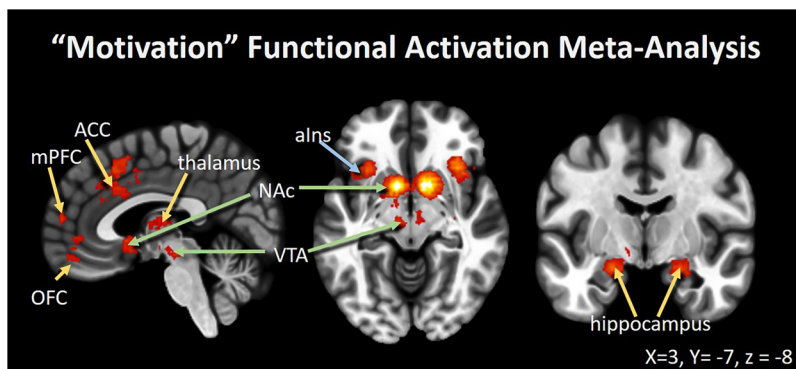 “Motivation” Functional Activation Meta-Analysis
ACC
mPFC
thalamus
OFC
NAc
VTA
aIns
hippocampus
X=3, Y= -7, z = -8